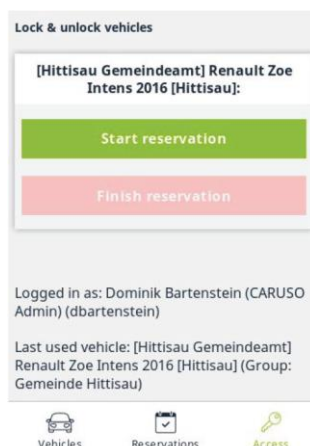 Lock & unlock vehicles
[Hittisau Gemeindeamt] Renault Zoe
Intens 2016 [Hittisau]:
Start reservation
Finish reservation
Logged in as: Dominik Bartenstein (CARUSO
Admin) (dbartenstein)
Last used vehicle: [Hittisau Gemeindeamt]
Renault Zoe Intens 2016 [Hittisau] (Group:
Gemeinde Hittisau)
Vehicles Reservations Access